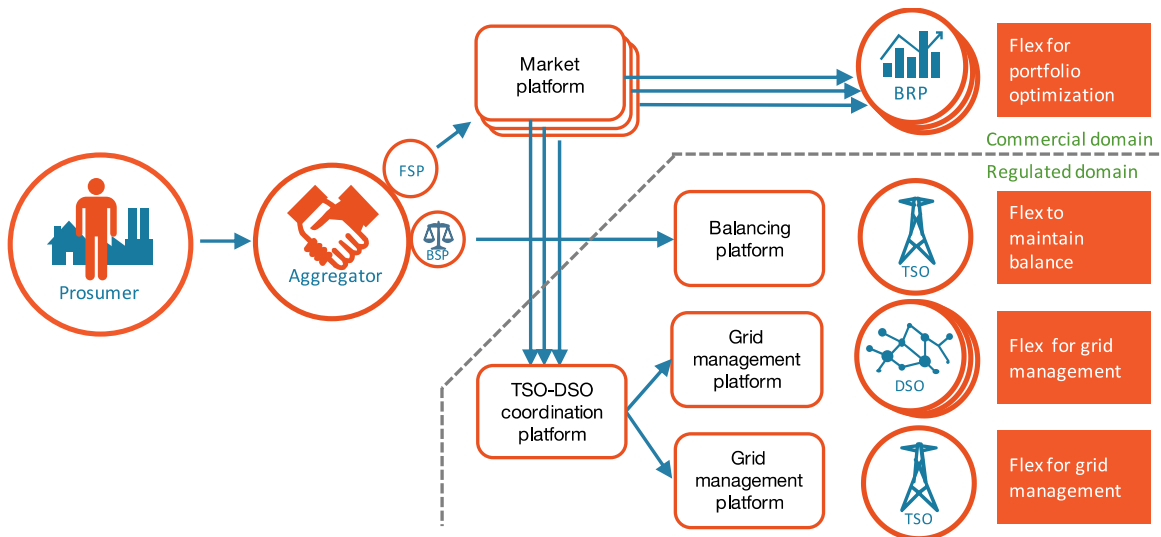 Market
platform
BRP
Flex for
portfolio
optimization
Commercial domain
Regulated domain
FSP
Prosumer
Aggregator
BSP
Balancing
platform
TSO
Flex to
maintain
balance
Grid
management
platform
DSO
Flex for grid
management
TSO-DSO
coordination
platform
Grid
management
platform
TSO
Flex for grid
management